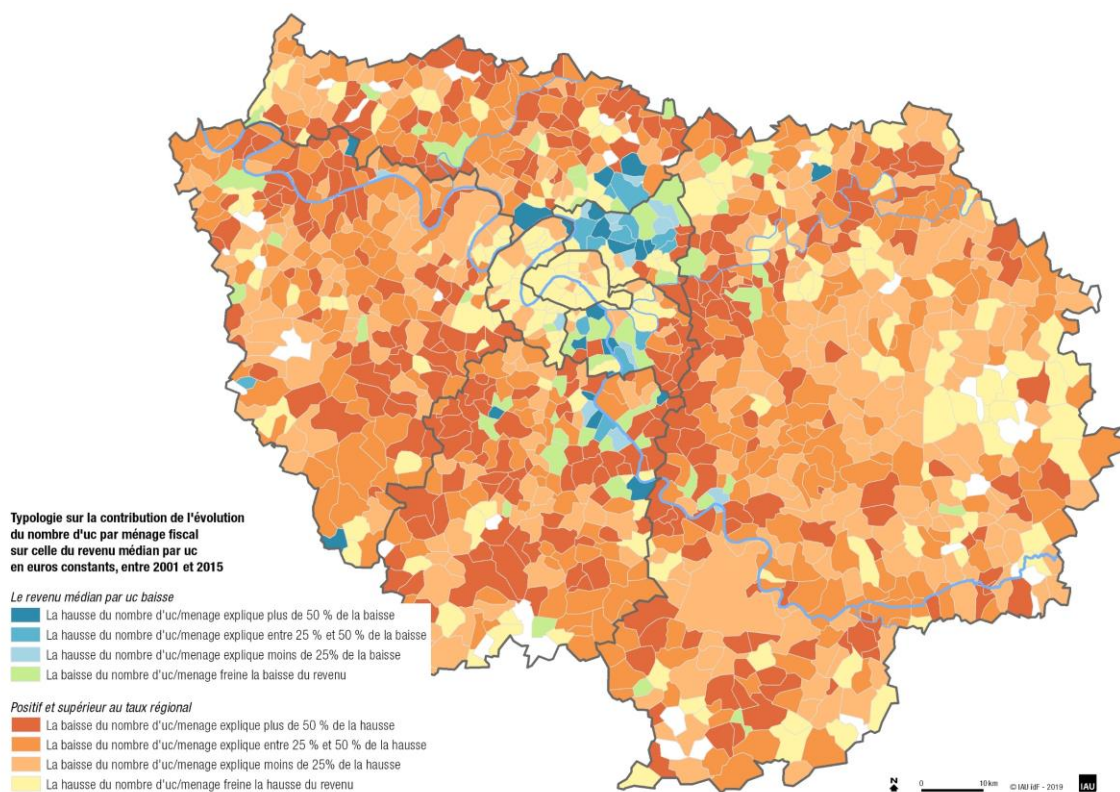 Typologie sur la contribution de l'évolution
du nombre d'uc par ménage fiscal
sur celle du revenu médian par uc
en euros constants, entre 2001 et 2015
Le revenu médian par uc baisse
La hausse du nombre d'uc/menage explique plus de 50 % de la baisse
La hausse du nombre d'uc/menage explique entre 25 % et 50 % de la baisse
La hausse du nombre d'uc/menage explique moins de 25% de la baisse
La baisse du nombre d'uc/menage freine la baisse du revenu
Positif et supérieur au taux régional
La baisse du nombre d'uc/menage explique plus de 50 % de la hausse
La baisse du nombre d'uc/menage explique entre 25 % et 50 % de la hausse
La baisse du nombre d'uc/menage explique moins de 25% de la hausse
La hausse du nombre d'uc/menage freine la hausse du revenu
N
0 10 km
© IAU îdF - 2019
IAU